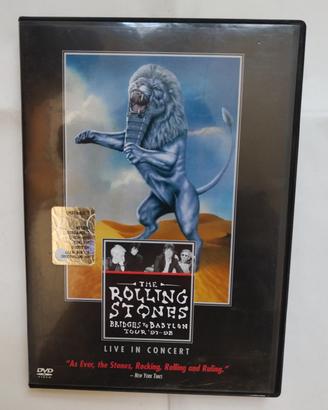 THE
ROLLING
STONES
BRIDGES TO BABYLON
TOUR '97-98
LIVE IN CONCERT
"As Ever, the Stones, Rocking, Rolling and Ruling."
– New York Times
DVD
VIDEO